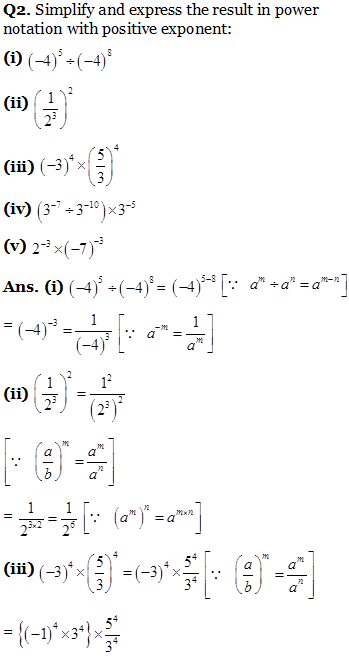 Q2. Simplify and express the result in power
notation with positive exponent:
(i) (−4)⁵ ÷ (−4)⁸
(ii) (1/2³)²
(iii) (−3)⁴ × (5/3)⁴
(iv) (3⁻⁷ ÷ 3⁻¹⁰) × 3⁻⁵
(v) 2⁻³ × (−7)⁻³
Ans. (i) (−4)⁵ ÷ (−4)⁸ = (−4)⁵⁻⁸ [∵ aᵐ ÷ aⁿ = aᵐ⁻ⁿ]
= (−4)⁻³ = 1/(−4)³ [∵ a⁻ᵐ = 1/aᵐ]
(ii) (1/2³)² = 1²/(2³)²
[∵ (a/b)ᵐ = aᵐ/aⁿ]
= 1/2³ˣ² = 1/2⁶ [∵ (aᵐ)ⁿ = aᵐˣⁿ]
(iii) (−3)⁴ × (5/3)⁴ = (−3)⁴ × 5⁴/3⁴ [∵ (a/b)ᵐ = aᵐ/aⁿ]
= {(−1)⁴ × 3⁴} × 5⁴/3⁴